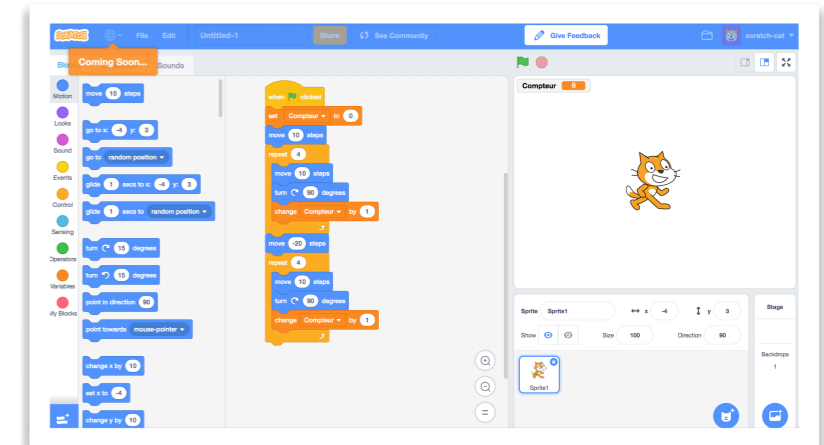 SCRATCH File Edit Untitled-1 Share See Community Give Feedback scratch-cat
Coming Soon...
Sounds
Motion
Looks
Sound
Events
Control
Sensing
Operators
Variables
My Blocks
move 10 steps
go to x: -4 y: 3
go to random position
glide 1 secs to x: -4 y: 3
glide 1 secs to random position
turn 15 degrees
turn 15 degrees
point in direction 90
point towards mouse-pointer
change x by 10
set x to -4
change y by 10
when clicked
set Compteur to 0
move 10 steps
repeat 4
move 10 steps
turn 90 degrees
change Compteur by 1
move -20 steps
repeat 4
move 10 steps
turn 90 degrees
change Compteur by 1
Compteur 8
Sprite Sprite1 x -4 y 3
Show Size 100 Direction 90
Sprite1
Stage
Backdrops
1